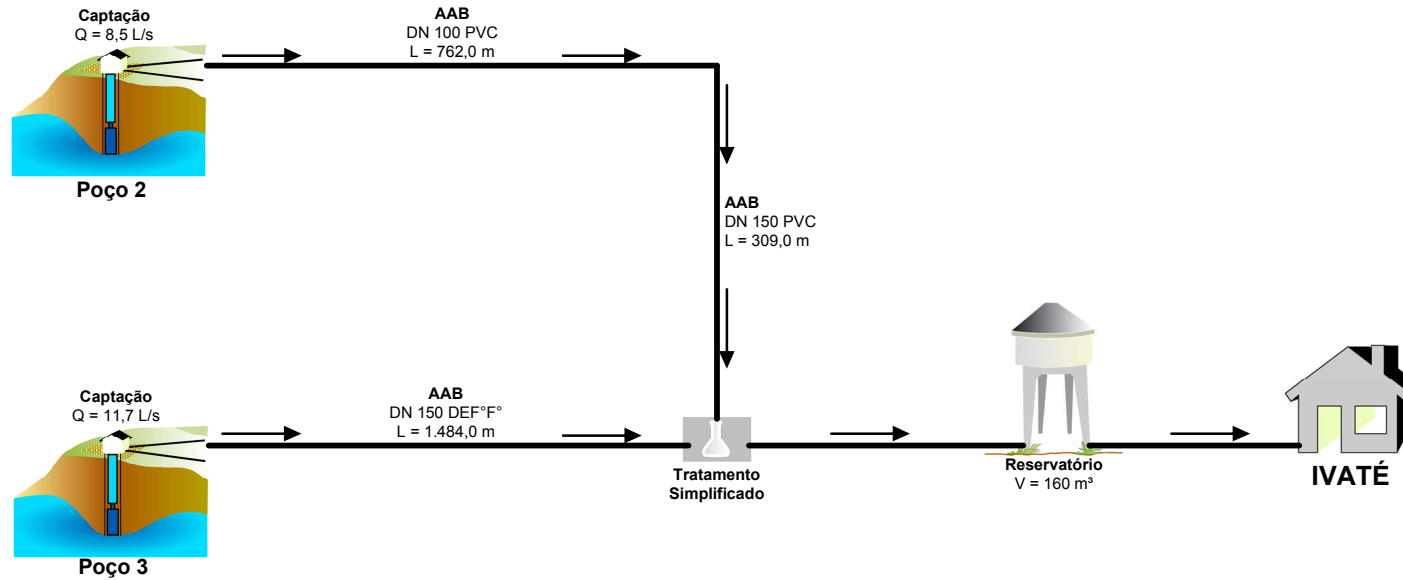 Captação
Q = 8,5 L/s
Poço 2
AAB
DN 100 PVC
L = 762,0 m
AAB
DN 150 PVC
L = 309,0 m
Captação
Q = 11,7 L/s
Poço 3
AAB
DN 150 DEF°F°
L = 1.484,0 m
Tratamento
Simplificado
Reservatório
V = 160 m³
IVATÉ